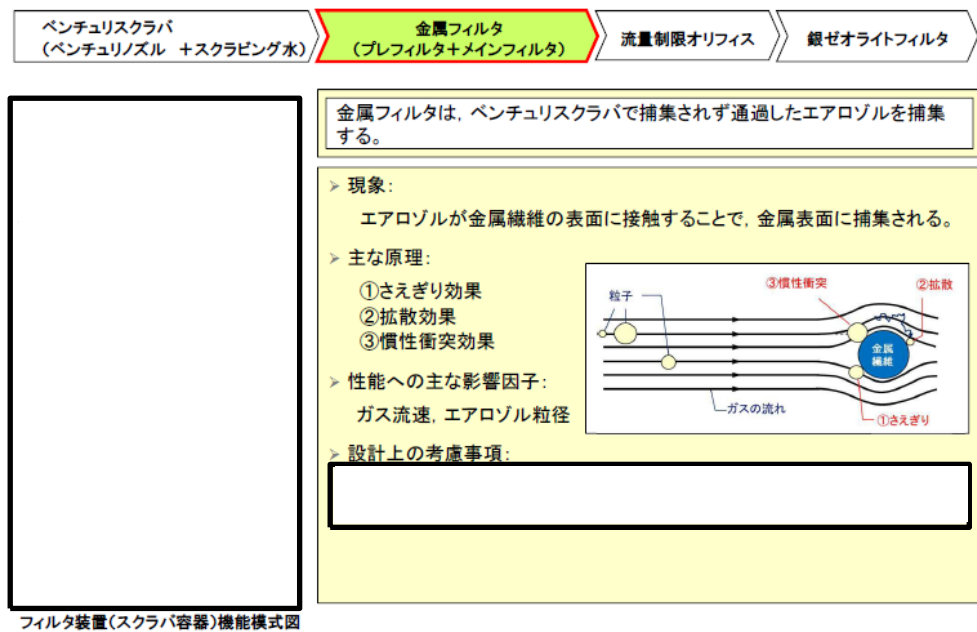 ベンチュリスクラバ
(ベンチュリノズル +スクラビング水)
金属フィルタ
(プレフィルタ+メインフィルタ)
流量制限オリフィス
銀ゼオライトフィルタ
金属フィルタは,ベンチュリスクラバで捕集されず通過したエアロゾルを捕集
する。
➢ 現象:
エアロゾルが金属繊維の表面に接触することで,金属表面に捕集される。
➢ 主な原理:
①さえぎり効果
②拡散効果
③慣性衝突効果
粒子
③慣性衝突
②拡散
金属
繊維
ガスの流れ
①さえぎり
➢ 性能への主な影響因子:
ガス流速,エアロゾル粒径
➢ 設計上の考慮事項:
フィルタ装置(スクラバ容器)機能模式図